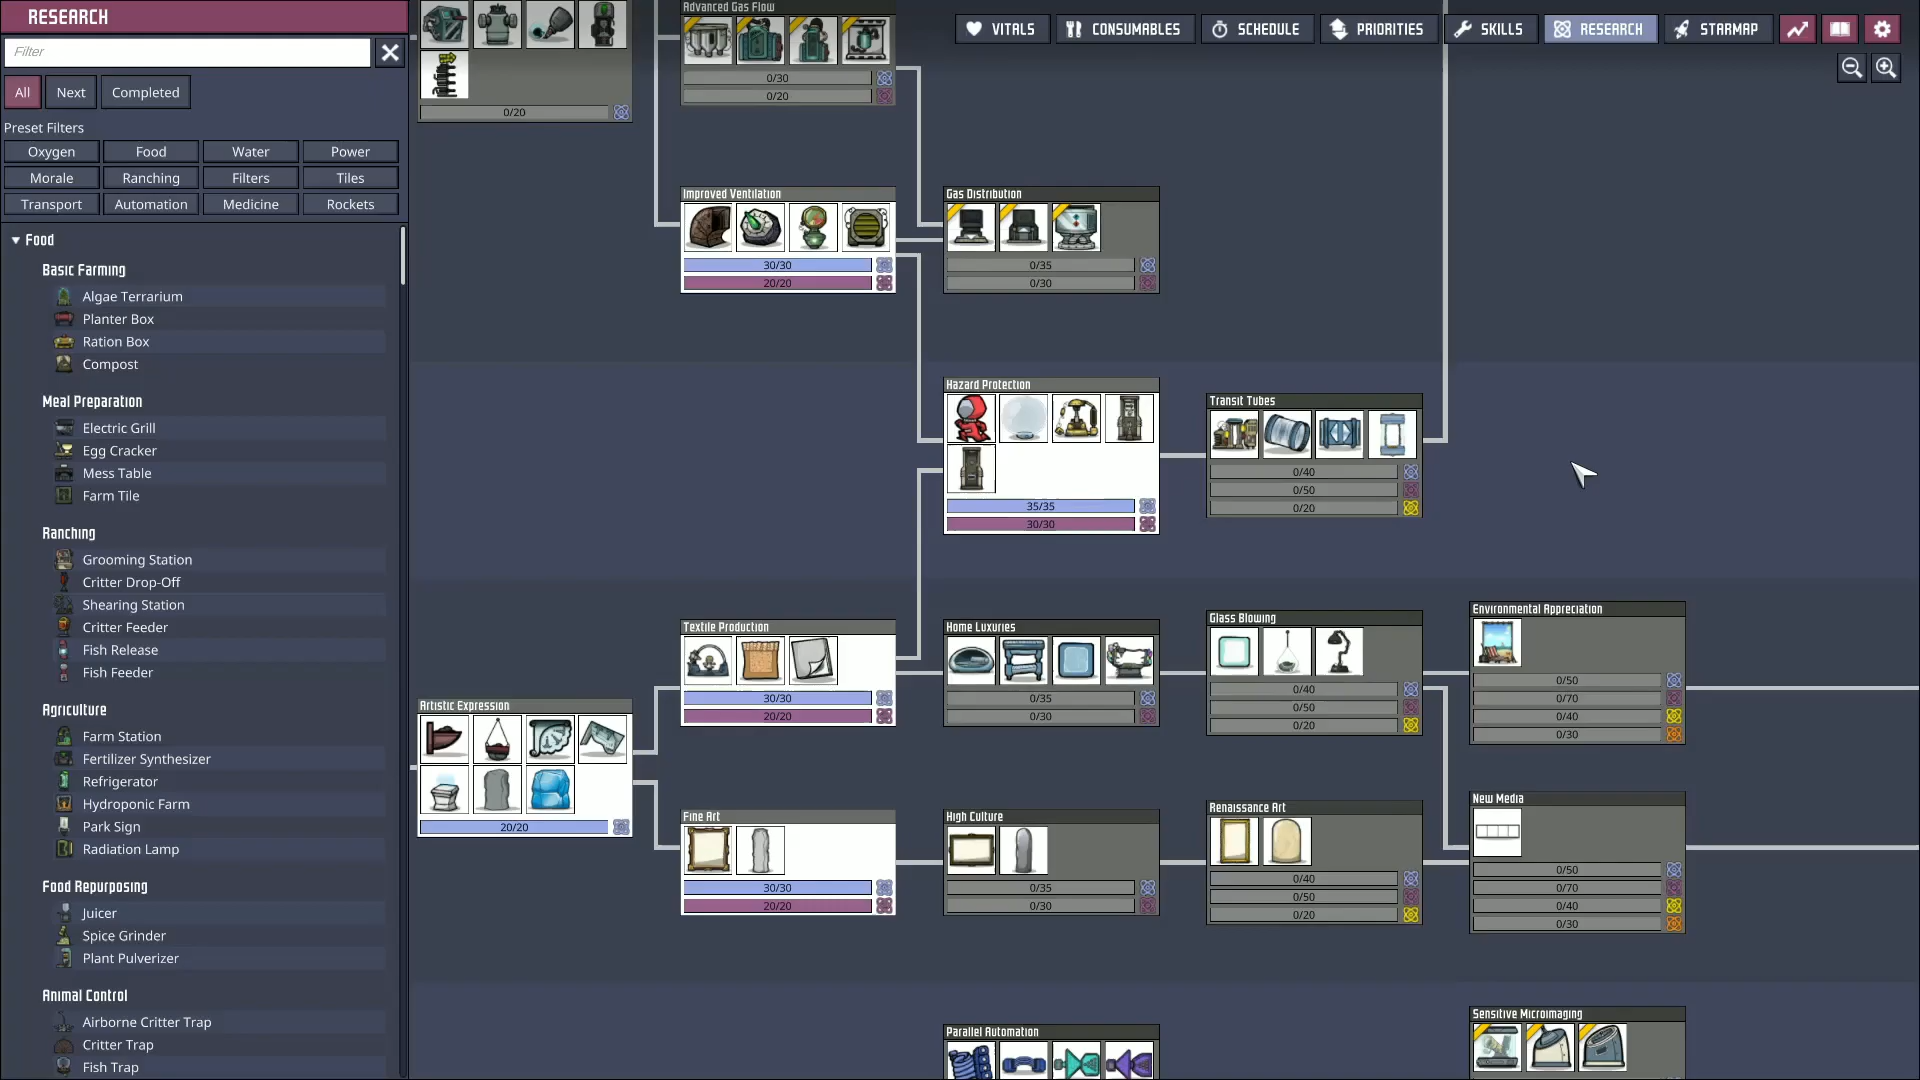 RESEARCH
Filter
All Next Completed
Preset Filters
Oxygen Food Water Power
Morale Ranching Filters Tiles
Transport Automation Medicine Rockets
Food
Basic Farming
Algae Terrarium
Planter Box
Ration Box
Compost
Meal Preparation
Electric Grill
Egg Cracker
Mess Table
Farm Tile
Ranching
Grooming Station
Critter Drop-Off
Shearing Station
Critter Feeder
Fish Release
Fish Feeder
Agriculture
Farm Station
Fertilizer Synthesizer
Refrigerator
Hydroponic Farm
Park Sign
Radiation Lamp
Food Repurposing
Juicer
Spice Grinder
Plant Pulverizer
Animal Control
Airborne Critter Trap
Critter Trap
Fish Trap
VITALS CONSUMABLES SCHEDULE PRIORITIES SKILLS RESEARCH STARMAP
0/20
Advanced Gas Flow
0/30
0/20
Improved Ventilation
30/30
20/20
Gas Distribution
0/35
0/30
Hazard Protection
35/35
30/30
Transit Tubes
0/40
0/50
0/20
Artistic Expression
20/20
Textile Production
30/30
20/20
Home Luxuries
0/35
0/30
Glass Blowing
0/40
0/50
0/20
Environmental Appreciation
0/50
0/70
0/40
0/30
Fine Art
30/30
20/20
High Culture
0/35
0/30
Renaissance Art
0/40
0/50
0/20
New Media
0/50
0/70
0/40
0/30
Parallel Automation
Sensitive Microimaging